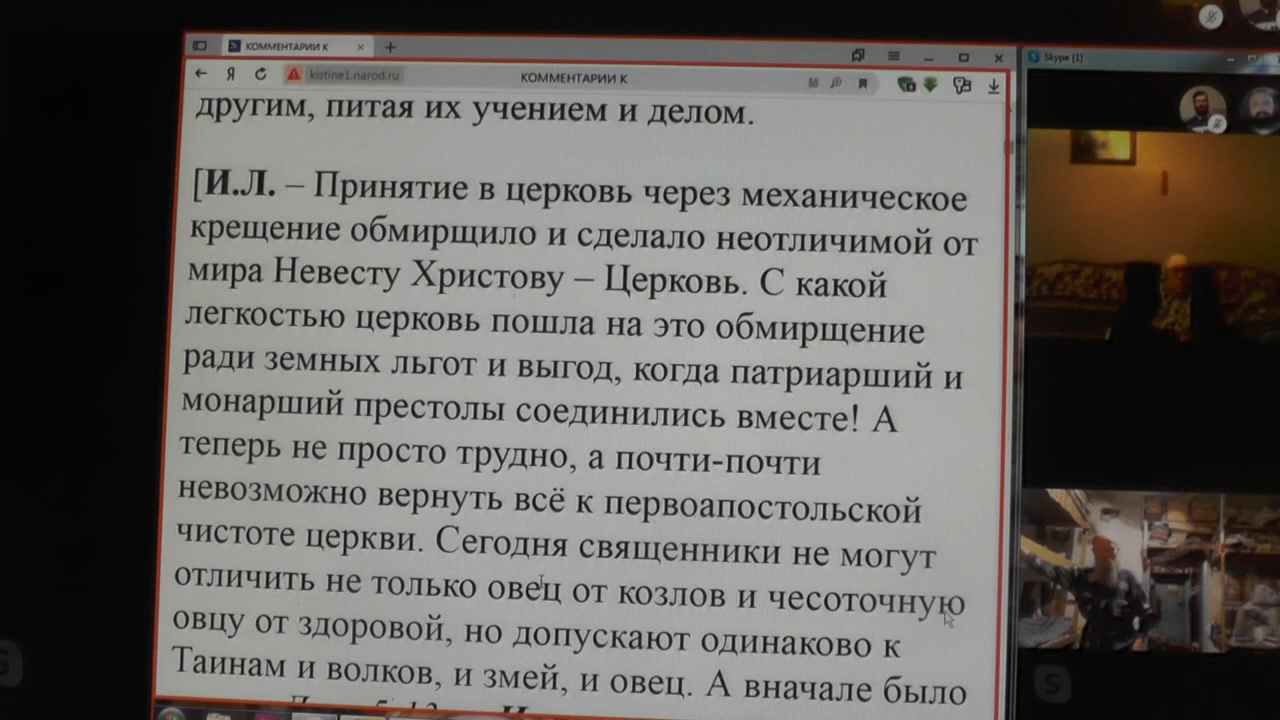 КОММЕНТАРИИ К
Skype [1]
kistine1.narod.ru
КОММЕНТАРИИ К
другим, питая их учением и делом.
[И.Л. – Принятие в церковь через механическое
крещение обмирщило и сделало неотличимой от
мира Невесту Христову – Церковь. С какой
легкостью церковь пошла на это обмирщение
ради земных льгот и выгод, когда патриарший и
монарший престолы соединились вместе! А
теперь не просто трудно, а почти-почти
невозможно вернуть всё к первоапостольской
чистоте церкви. Сегодня священники не могут
отличить не только овец от козлов и чесоточную
овцу от здоровой, но допускают одинаково к
Таинам и волков, и змей, и овец. А вначале было